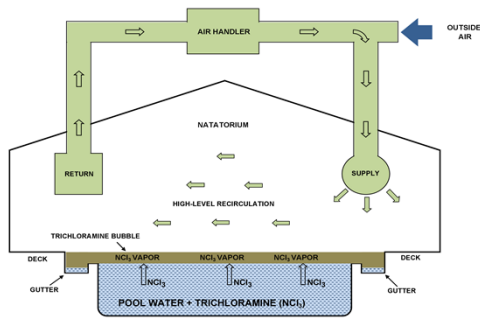 AIR HANDLER
OUTSIDE
AIR
NATATORIUM
RETURN
SUPPLY
HIGH-LEVEL RECIRCULATION
TRICHLORAMINE BUBBLE
DECK
NCl₃ VAPOR
NCl₃ VAPOR
NCl₃ VAPOR
DECK
GUTTER
NCl₃
NCl₃
NCl₃
GUTTER
POOL WATER + TRICHLORAMINE (NCl₃)